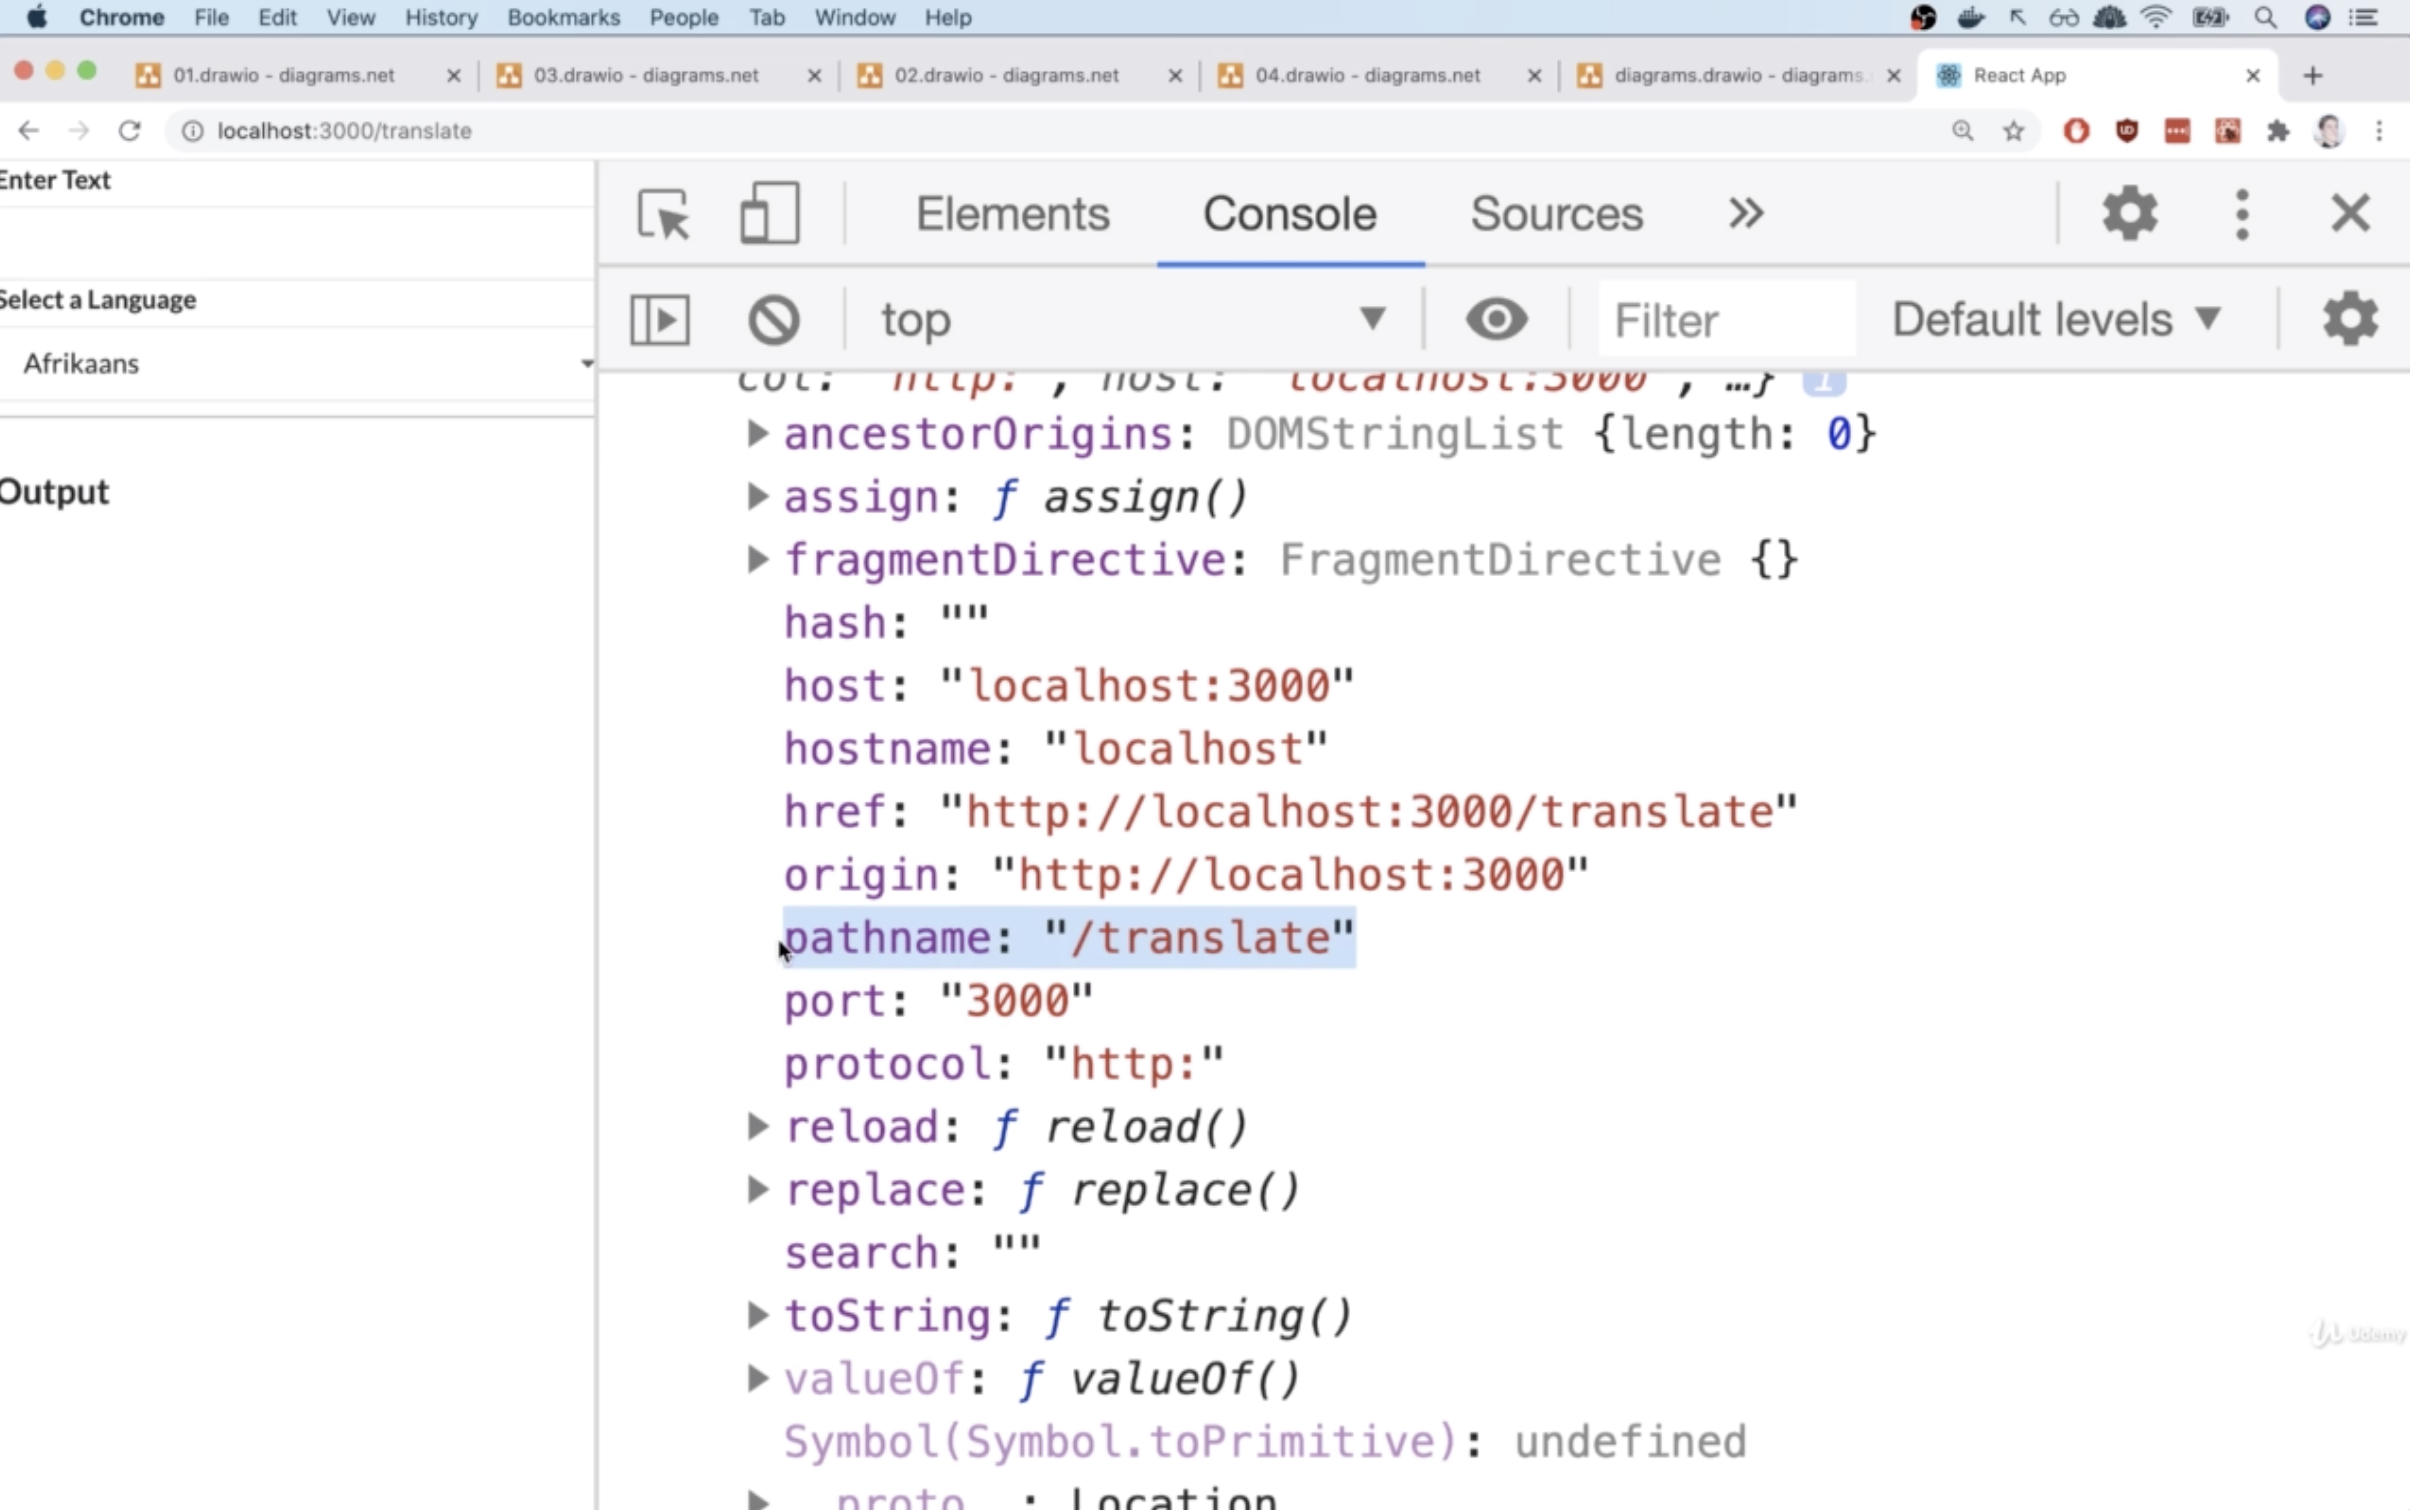 Chrome File Edit View History Bookmarks People Tab Window Help
01.drawio - diagrams.net 03.drawio - diagrams.net 02.drawio - diagrams.net 04.drawio - diagrams.net diagrams.drawio - diagrams. React App
localhost:3000/translate
Enter Text
Select a Language
Afrikaans
Output
Elements Console Sources
top Filter Default levels
col: "http:", host: "localhost:3000", …}
ancestorOrigins: DOMStringList {length: 0}
assign: ƒ assign()
fragmentDirective: FragmentDirective {}
hash: ""
host: "localhost:3000"
hostname: "localhost"
href: "http://localhost:3000/translate"
origin: "http://localhost:3000"
pathname: "/translate"
port: "3000"
protocol: "http:"
reload: ƒ reload()
replace: ƒ replace()
search: ""
toString: ƒ toString()
valueOf: ƒ valueOf()
Symbol(Symbol.toPrimitive): undefined
__proto__: Location
Udemy